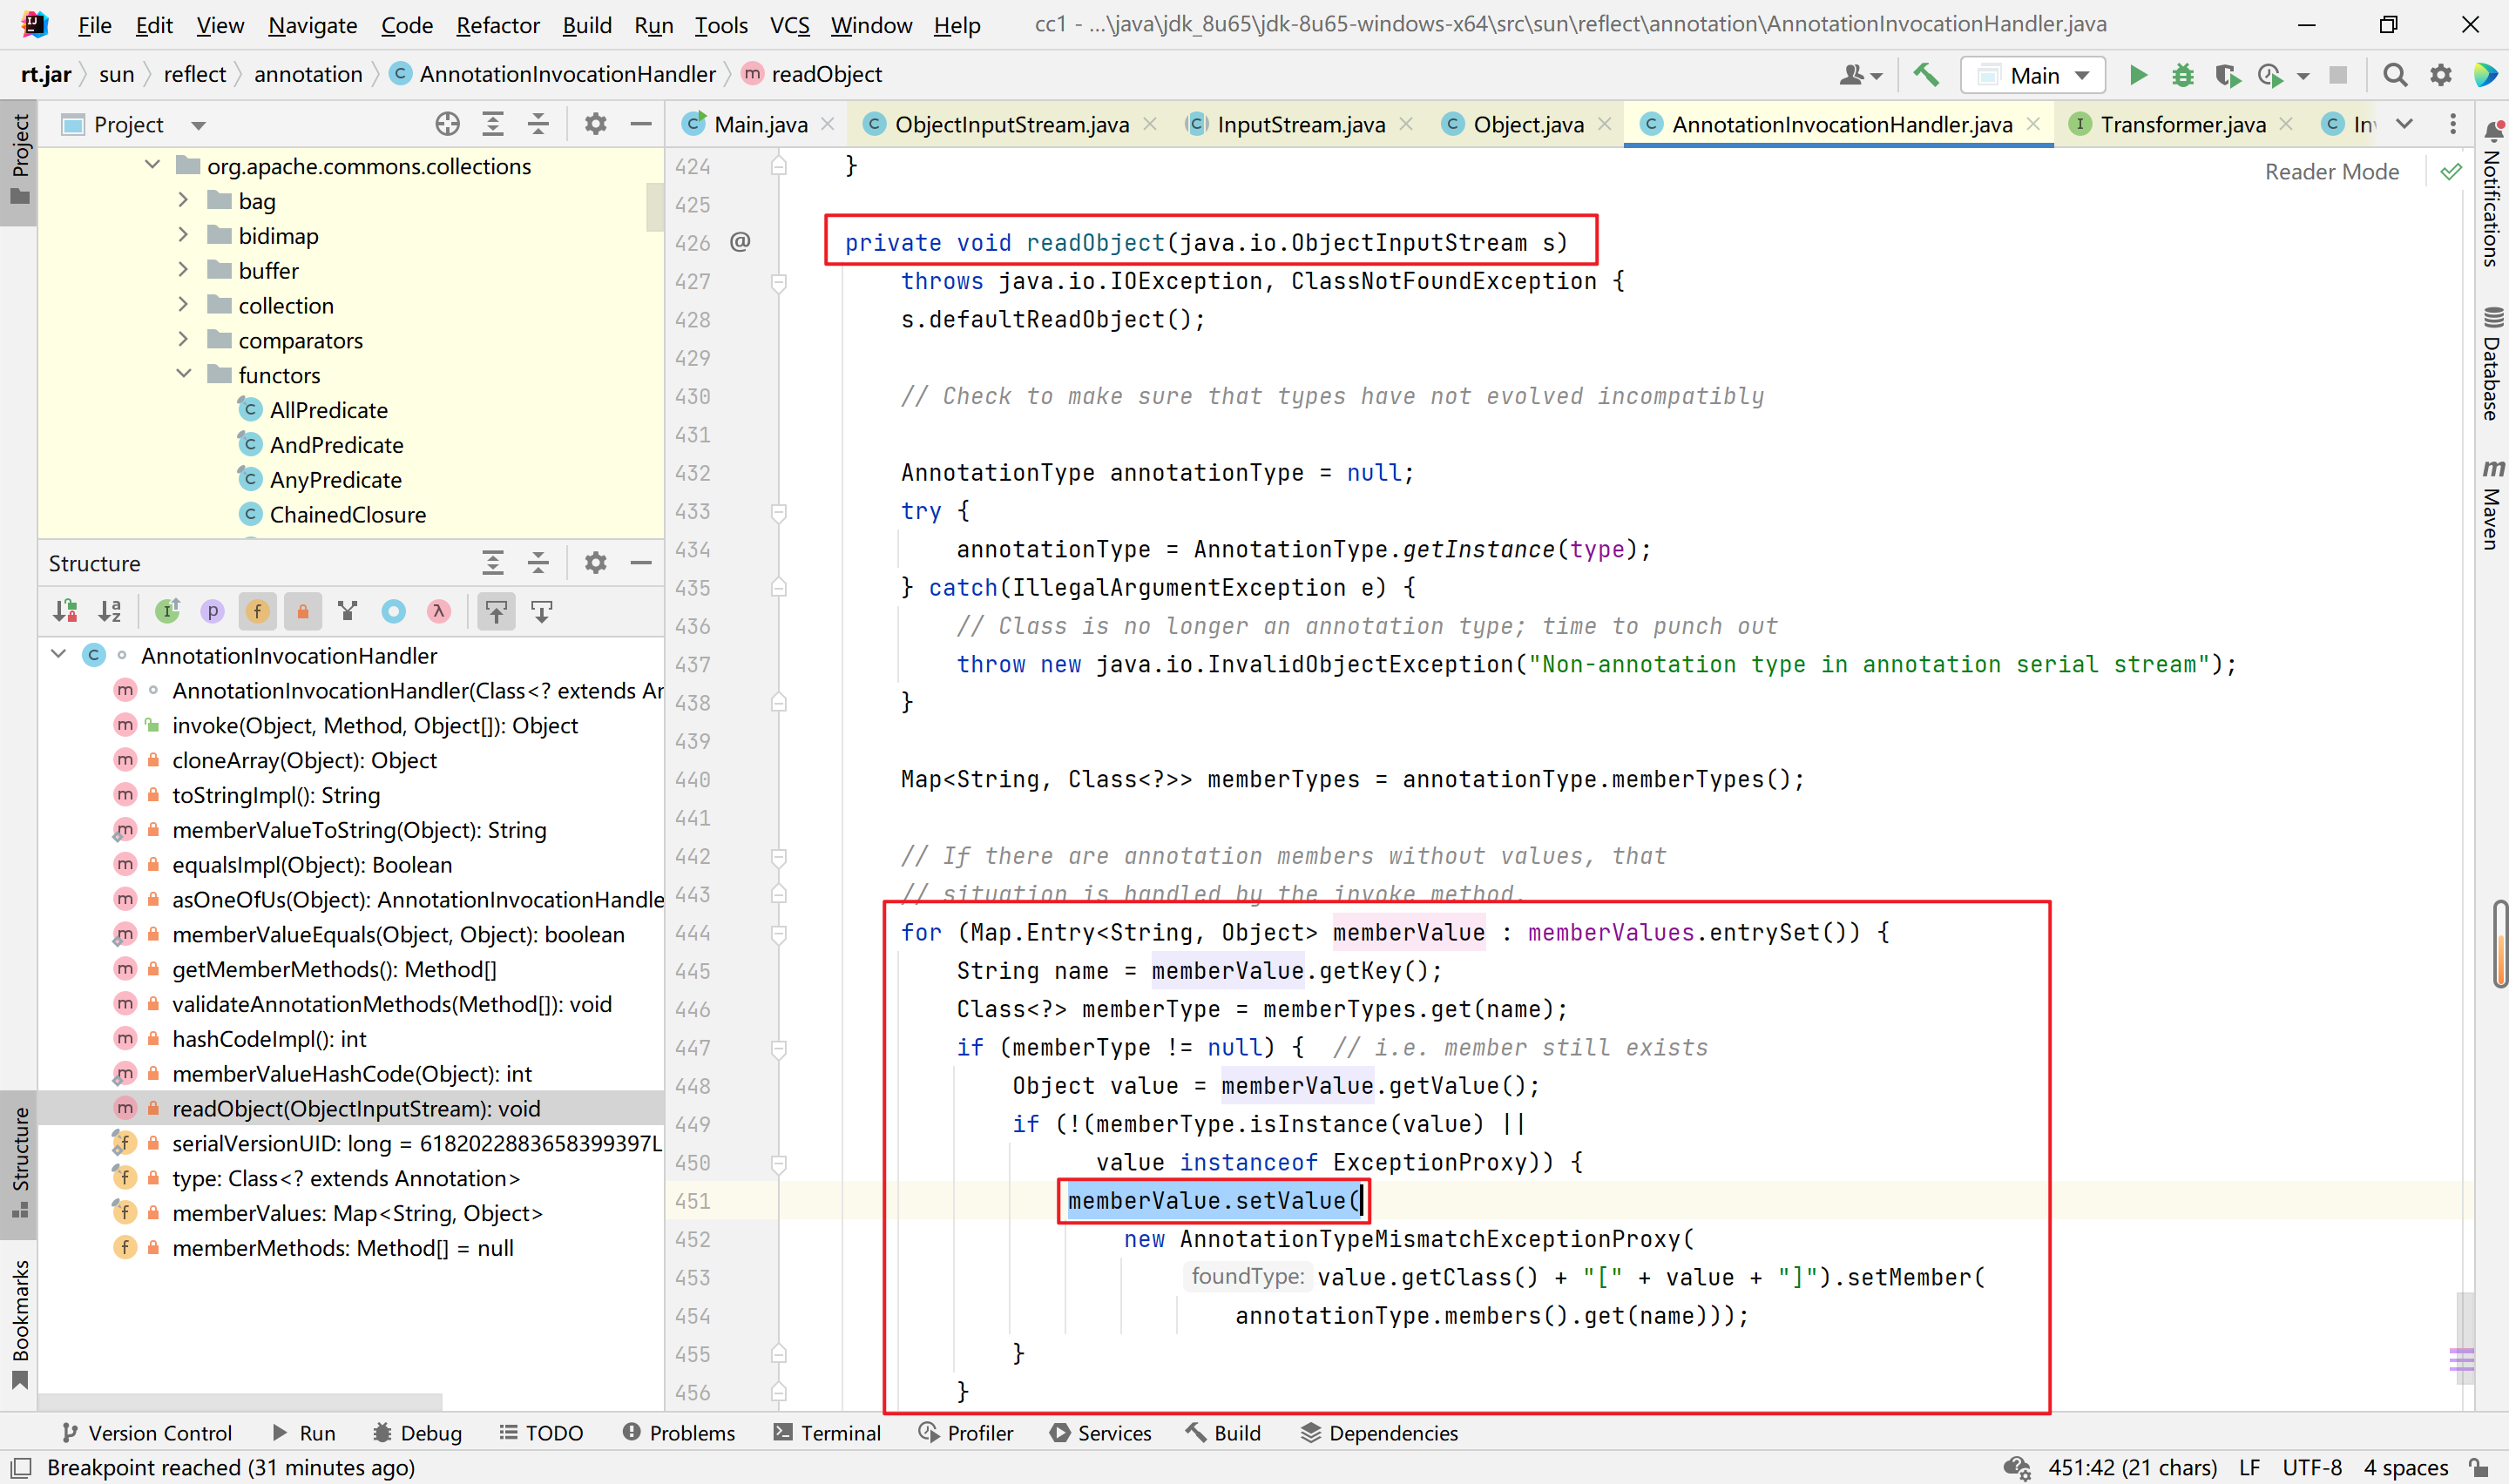 File Edit View Navigate Code Refactor Build Run Tools VCS Window Help cc1 - ...\java\jdk_8u65\jdk-8u65-windows-x64\src\sun\reflect\annotation\AnnotationInvocationHandler.java
rt.jar sun reflect annotation AnnotationInvocationHandler readObject Main
Project
Main.java ObjectInputStream.java InputStream.java Object.java AnnotationInvocationHandler.java Transformer.java
Project
org.apache.commons.collections
bag
bidimap
buffer
collection
comparators
functors
AllPredicate
AndPredicate
AnyPredicate
ChainedClosure
Structure
AnnotationInvocationHandler
AnnotationInvocationHandler(Class<? extends Ar
invoke(Object, Method, Object[]): Object
cloneArray(Object): Object
toStringImpl(): String
memberValueToString(Object): String
equalsImpl(Object): Boolean
asOneOfUs(Object): AnnotationInvocationHandle
memberValueEquals(Object, Object): boolean
getMemberMethods(): Method[]
validateAnnotationMethods(Method[]): void
hashCodeImpl(): int
memberValueHashCode(Object): int
readObject(ObjectInputStream): void
serialVersionUID: long = 6182022883658399397L
type: Class<? extends Annotation>
memberValues: Map<String, Object>
memberMethods: Method[] = null
Structure
Bookmarks
Reader Mode
424 }
425
426 @ private void readObject(java.io.ObjectInputStream s)
427 throws java.io.IOException, ClassNotFoundException {
428 s.defaultReadObject();
429
430 // Check to make sure that types have not evolved incompatibly
431
432 AnnotationType annotationType = null;
433 try {
434 annotationType = AnnotationType.getInstance(type);
435 } catch(IllegalArgumentException e) {
436 // Class is no longer an annotation type; time to punch out
437 throw new java.io.InvalidObjectException("Non-annotation type in annotation serial stream");
438 }
439
440 Map<String, Class<?>> memberTypes = annotationType.memberTypes();
441
442 // If there are annotation members without values, that
443 // situation is handled by the invoke method.
444 for (Map.Entry<String, Object> memberValue : memberValues.entrySet()) {
445 String name = memberValue.getKey();
446 Class<?> memberType = memberTypes.get(name);
447 if (memberType != null) { // i.e. member still exists
448 Object value = memberValue.getValue();
449 if (!(memberType.isInstance(value) ||
450 value instanceof ExceptionProxy)) {
451 memberValue.setValue(
452 new AnnotationTypeMismatchExceptionProxy(
453 foundType: value.getClass() + "[" + value + "]").setMember(
454 annotationType.members().get(name)));
455 }
456 }
Notifications
Database
Maven
Version Control Run Debug TODO Problems Terminal Profiler Services Build Dependencies
Breakpoint reached (31 minutes ago) 451:42 (21 chars) LF UTF-8 4 spaces